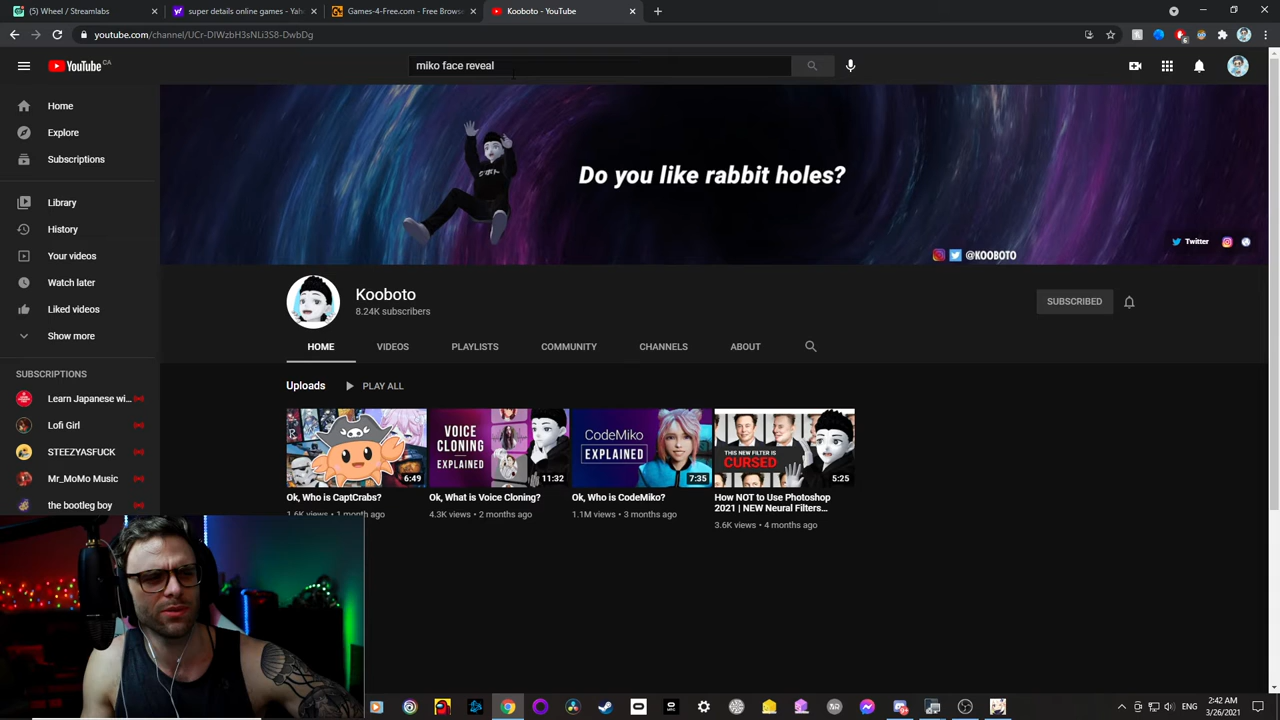 (5) Wheel / Streamlabs
super details online games - Yah
Games-4-Free.com - Free Browse
Kooboto - YouTube
youtube.com/channel/UCr-DIWzbH3sNLi3S8-DwbDg
YouTube CA
miko face reveal
Home
Explore
Subscriptions
Library
History
Your videos
Watch later
Liked videos
Show more
SUBSCRIPTIONS
Learn Japanese wi...
Lofi Girl
STEEZYASFUCK
Mr_MoMo Music
the bootleg boy
Do you like rabbit holes?
Twitter
@KOOBOTO
Kooboto
8.24K subscribers
SUBSCRIBED
HOME
VIDEOS
PLAYLISTS
COMMUNITY
CHANNELS
ABOUT
Uploads
PLAY ALL
6:49
VOICE
CLONING
EXPLAINED
11:32
CodeMiko
EXPLAINED
7:35
THIS NEW FILTER IS
CURSED
5:25
Ok, Who is CaptCrabs?
1.6K views • 1 month ago
Ok, What is Voice Cloning?
4.3K views • 2 months ago
Ok, Who is CodeMiko?
1.1M views • 3 months ago
How NOT to Use Photoshop
2021 | NEW Neural Filters...
3.6K views • 4 months ago
ENG
2:42 AM
3/26/2021